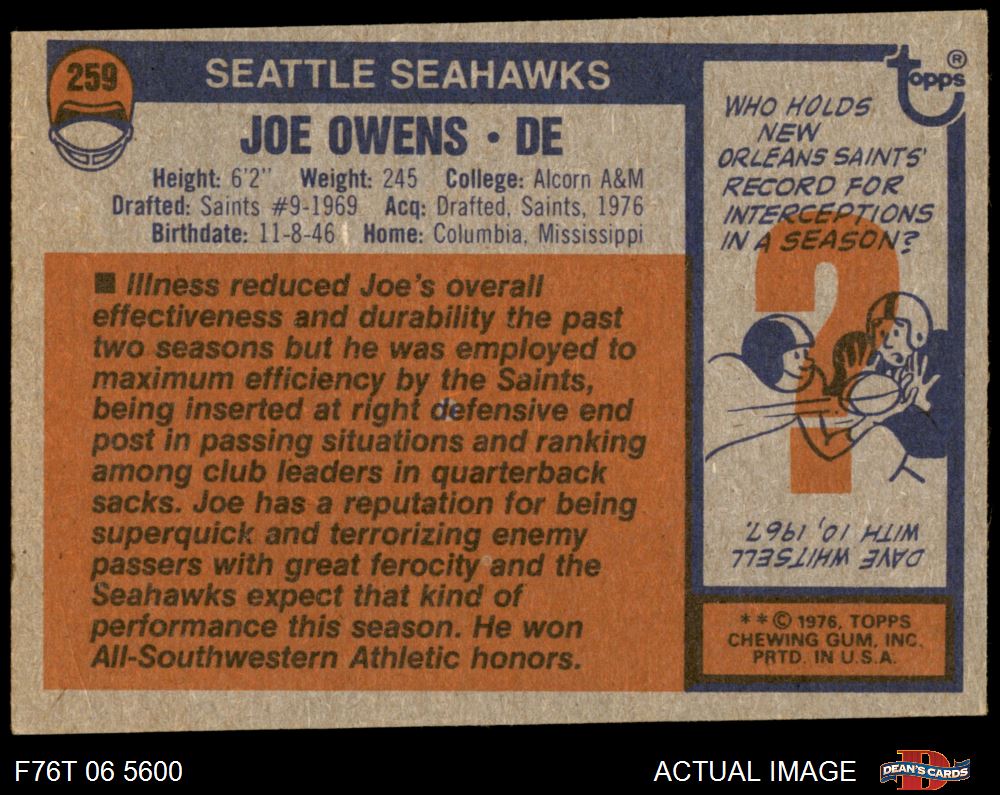 259
SEATTLE SEAHAWKS
JOE OWENS • DE
Height: 6'2" Weight: 245 College: Alcorn A&M
Drafted: Saints #9-1969 Acq: Drafted, Saints, 1976
Birthdate: 11-8-46 Home: Columbia, Mississippi
■ Illness reduced Joe's overall
effectiveness and durability the past
two seasons but he was employed to
maximum efficiency by the Saints,
being inserted at right defensive end
post in passing situations and ranking
among club leaders in quarterback
sacks. Joe has a reputation for being
superquick and terrorizing enemy
passers with great ferocity and the
Seahawks expect that kind of
performance this season. He won
All-Southwestern Athletic honors.
Topps ®
WHO HOLDS
NEW
ORLEANS SAINTS'
RECORD FOR
INTERCEPTIONS
IN A SEASON?
?
DAVE WHITSELL
WITH 10, 1967.
* * © 1976, TOPPS
CHEWING GUM, INC.
PRTD. IN U.S.A.
F76T 06 5600
ACTUAL IMAGE
D
DEAN'S CARDS